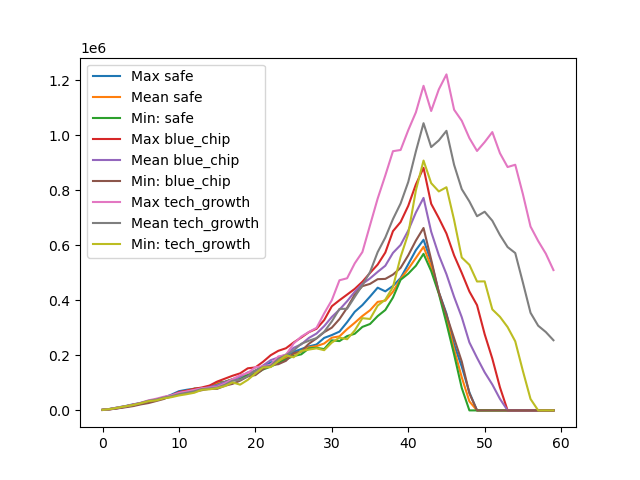 1e6
1.2
1.0
0.8
0.6
0.4
0.2
0.0
0 10 20 30 40 50 60
Max safe
Mean safe
Min: safe
Max blue_chip
Mean blue_chip
Min: blue_chip
Max tech_growth
Mean tech_growth
Min: tech_growth